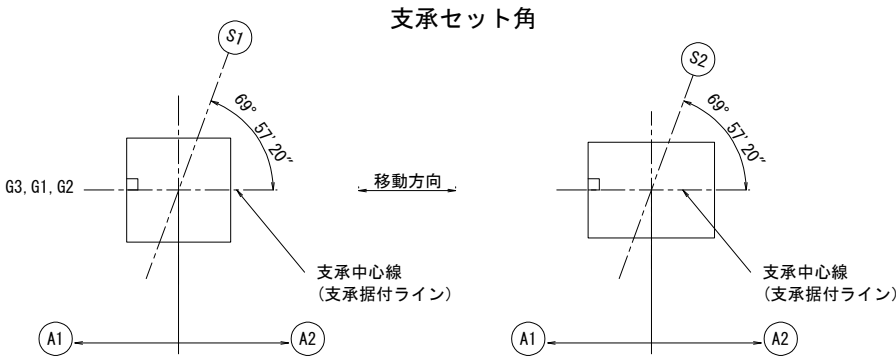 支承セット角
S1
S2
69° 57′20″
69° 57′20″
G3,G1,G2
移動方向
支承中心線
(支承据付ライン)
支承中心線
(支承据付ライン)
A1
A2
A1
A2